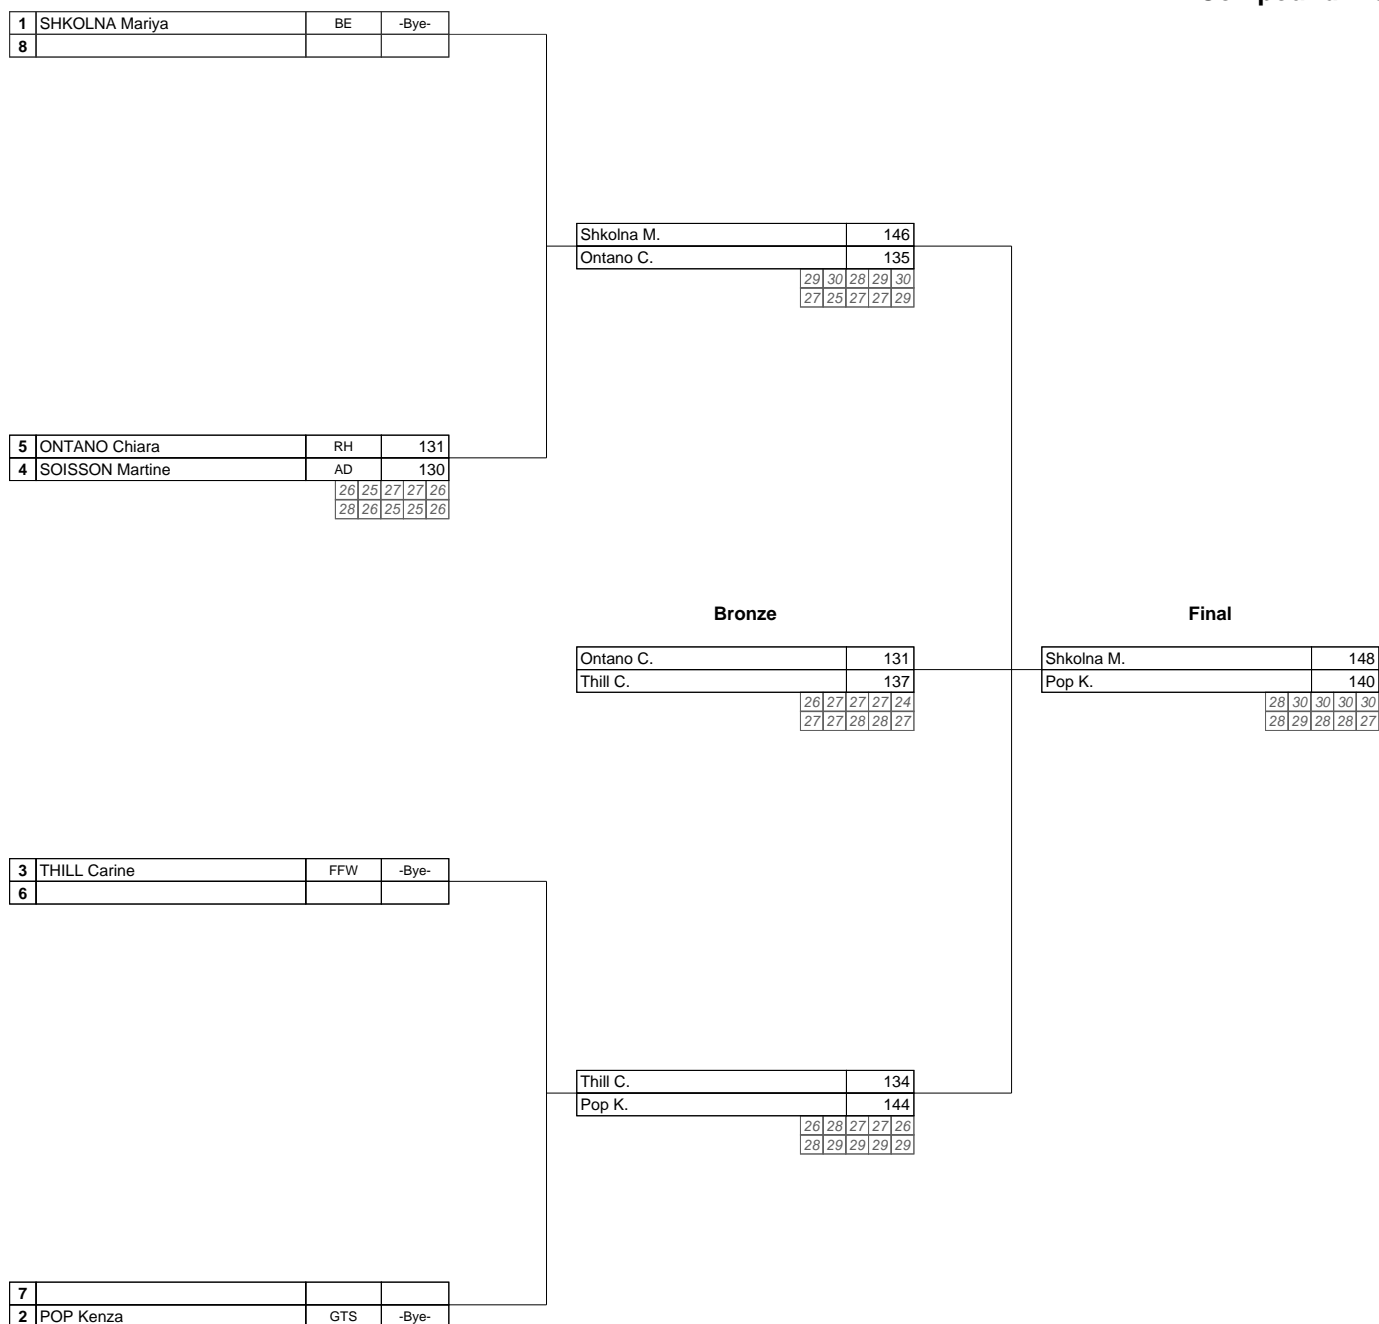 1 SHKOLNA Mariya BE -Bye-
8
Shkolna M. 146
Ontano C. 135
29 30 28 29 30
27 25 27 27 29
5 ONTANO Chiara RH 131
4 SOISSON Martine AD 130
26 25 27 27 26
28 26 25 25 26
Bronze Final
Ontano C. 131 Shkolna M. 148
Thill C. 137 Pop K. 140
26 27 27 27 24 28 30 30 30 30
27 27 28 28 27 28 29 28 28 27
3 THILL Carine FFW -Bye-
6
Thill C. 134
Pop K. 144
26 28 27 27 26
28 29 29 29 29
7
2 POP Kenza GTS -Bye-